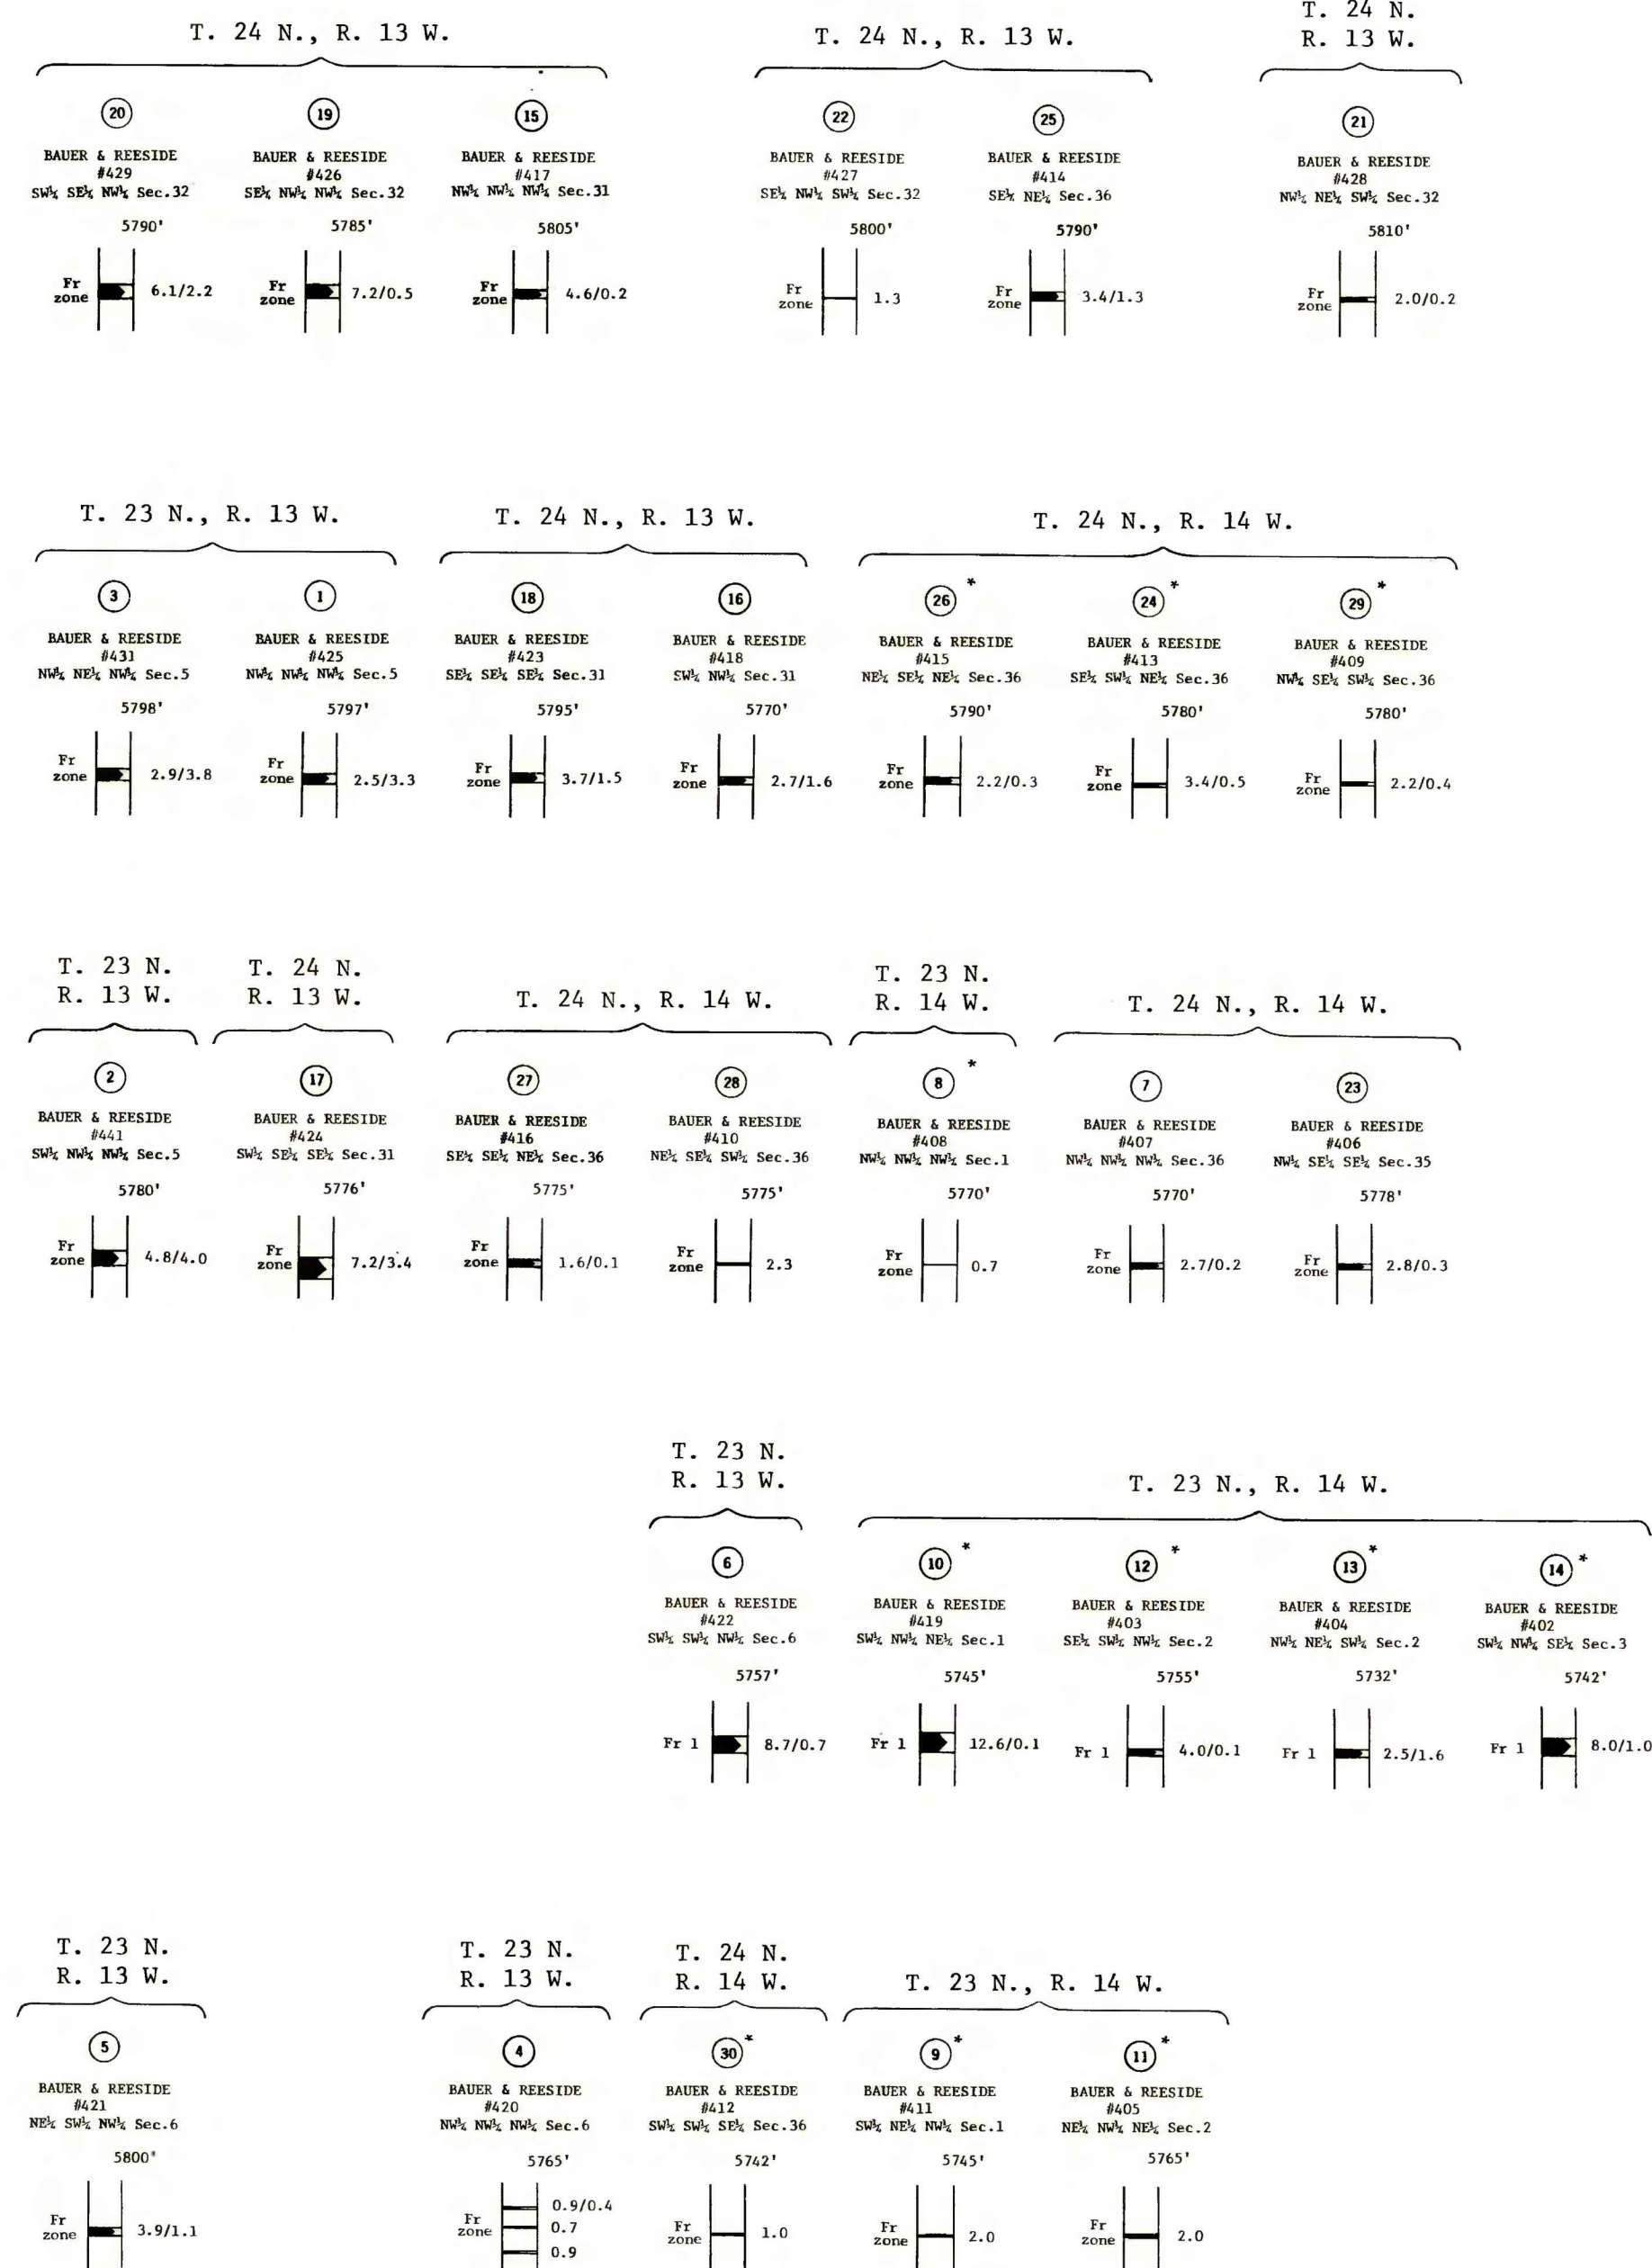 T. 24 N., R. 13 W.
20
BAUER & REESIDE
#429
SW¼ SE¼ NW¼ Sec.32
5790'
Fr
zone
6.1/2.2
19
BAUER & REESIDE
#426
SE¼ NW¼ NW¼ Sec.32
5785'
Fr
zone
7.2/0.5
15
BAUER & REESIDE
#417
NW¼ NW¼ NW¼ Sec.31
5805'
Fr
zone
4.6/0.2
T. 24 N., R. 13 W.
22
BAUER & REESIDE
#427
SE¼ NW¼ SW¼ Sec.32
5800'
Fr
zone
1.3
25
BAUER & REESIDE
#414
SE¼ NE¼ Sec.36
5790'
Fr
zone
3.4/1.3
T. 24 N.
R. 13 W.
21
BAUER & REESIDE
#428
NW¼ NE¼ SW¼ Sec.32
5810'
Fr
zone
2.0/0.2
T. 23 N., R. 13 W.
3
BAUER & REESIDE
#431
NW¼ NE¼ NW¼ Sec.5
5798'
Fr
zone
2.9/3.8
1
BAUER & REESIDE
#425
NW¼ NW¼ NW¼ Sec.5
5797'
Fr
zone
2.5/3.3
T. 24 N., R. 13 W.
18
BAUER & REESIDE
#423
SE¼ SE¼ SE¼ Sec.31
5795'
Fr
zone
3.7/1.5
16
BAUER & REESIDE
#418
SW¼ NW¼ Sec.31
5770'
Fr
zone
2.7/1.6
T. 24 N., R. 14 W.
26 *
BAUER & REESIDE
#415
NE¼ SE¼ NE¼ Sec.36
5790'
Fr
zone
2.2/0.3
24 *
BAUER & REESIDE
#413
SE¼ SW¼ NE¼ Sec.36
5780'
Fr
zone
3.4/0.5
29 *
BAUER & REESIDE
#409
NW¼ SE¼ SW¼ Sec.36
5780'
Fr
zone
2.2/0.4
T. 23 N.
R. 13 W.
2
BAUER & REESIDE
#441
SW¼ NW¼ NW¼ Sec.5
5780'
Fr
zone
4.8/4.0
T. 24 N.
R. 13 W.
17
BAUER & REESIDE
#424
SW¼ SE¼ SE¼ Sec.31
5776'
Fr
zone
7.2/3.4
T. 24 N., R. 14 W.
27
BAUER & REESIDE
#416
SE¼ SE¼ NE¼ Sec.36
5775'
Fr
zone
1.6/0.1
28
BAUER & REESIDE
#410
NE¼ SE¼ SW¼ Sec.36
5775'
Fr
zone
2.3
T. 23 N.
R. 14 W.
8 *
BAUER & REESIDE
#408
NW¼ NW¼ NW¼ Sec.1
5770'
Fr
zone
0.7
T. 24 N., R. 14 W.
7
BAUER & REESIDE
#407
NW¼ NW¼ NW¼ Sec.36
5770'
Fr
zone
2.7/0.2
23
BAUER & REESIDE
#406
NW¼ SE¼ SE¼ Sec.35
5778'
Fr
zone
2.8/0.3
T. 23 N.
R. 13 W.
6
BAUER & REESIDE
#422
SW¼ SW¼ NW¼ Sec.6
5757'
Fr 1
8.7/0.7
T. 23 N., R. 14 W.
10 *
BAUER & REESIDE
#419
SW¼ NW¼ NE¼ Sec.1
5745'
Fr 1
12.6/0.1
12 *
BAUER & REESIDE
#403
SE¼ SW¼ NW¼ Sec.2
5755'
Fr 1
4.0/0.1
13 *
BAUER & REESIDE
#404
NW¼ NE¼ SW¼ Sec.2
5732'
Fr 1
2.5/1.6
14 *
BAUER & REESIDE
#402
SW¼ NW¼ SE¼ Sec.3
5742'
Fr 1
8.0/1.0
T. 23 N.
R. 13 W.
5
BAUER & REESIDE
#421
NE¼ SW¼ NW¼ Sec.6
5800'
Fr
zone
3.9/1.1
T. 23 N.
R. 13 W.
4
BAUER & REESIDE
#420
NW¼ NW¼ NW¼ Sec.6
5765'
Fr
zone
0.9/0.4
0.7
0.9
T. 24 N.
R. 14 W.
30 *
BAUER & REESIDE
#412
SW¼ SW¼ SE¼ Sec.36
5742'
Fr
zone
1.0
T. 23 N., R. 14 W.
9 *
BAUER & REESIDE
#411
SW¼ NE¼ NW¼ Sec.1
5745'
Fr
zone
2.0
11 *
BAUER & REESIDE
#405
NE¼ NW¼ NE¼ Sec.2
5765'
Fr
zone
2.0